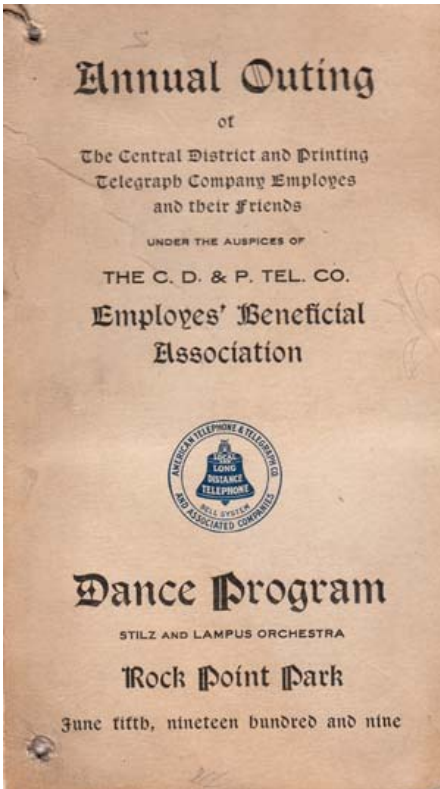 Annual Outing
of
The Central District and Printing
Telegraph Company Employes
and their Friends
UNDER THE AUSPICES OF
THE C. D. & P. TEL. CO.
Employes' Beneficial
Association
AMERICAN TELEPHONE & TELEGRAPH CO.
AND ASSOCIATED COMPANIES
LOCAL AND
LONG
DISTANCE
TELEPHONE
BELL SYSTEM
Dance Program
STILZ AND LAMPUS ORCHESTRA
Rock Point Park
June fifth, nineteen hundred and nine